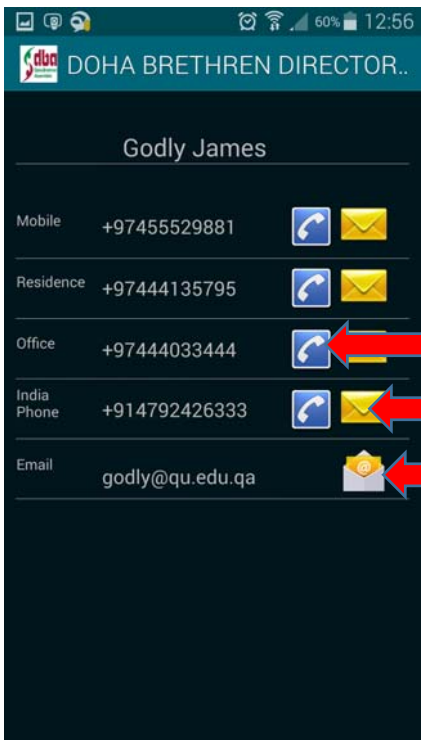 60% 12:56
dba DOHA BRETHREN DIRECTOR..
Godly James
Mobile +97455529881
Residence +97444135795
Office +97444033444
India
Phone +914792426333
Email godly@qu.edu.qa